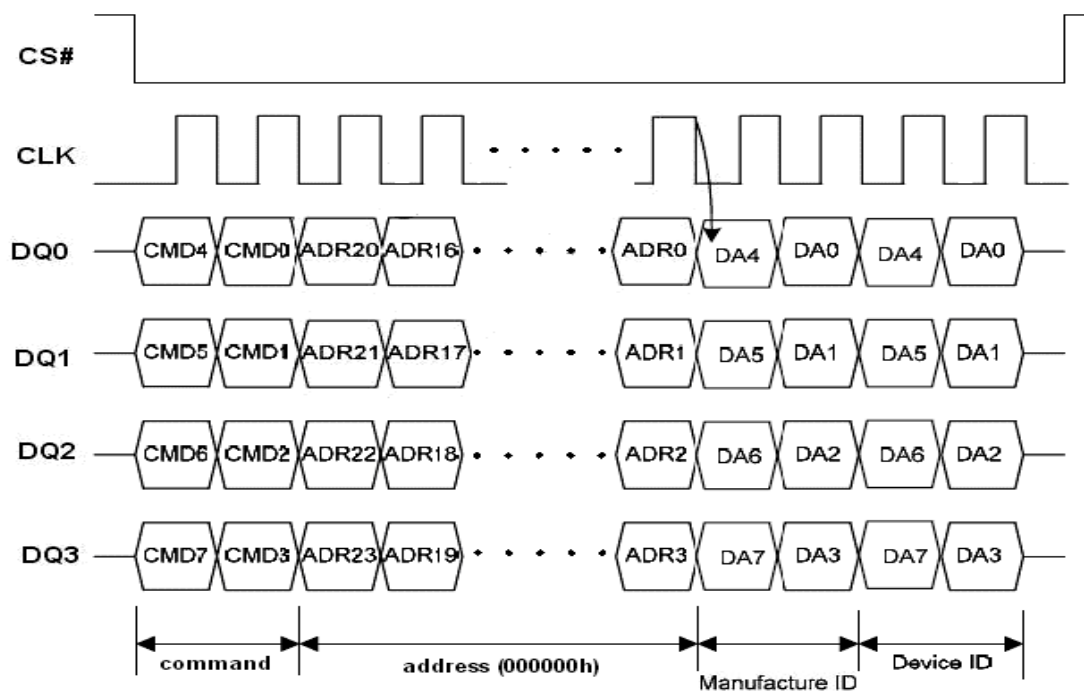 CS#
CLK
DQ0 CMD4 CMD0 ADR20 ADR16 ADR0 DA4 DA0 DA4 DA0
DQ1 CMD5 CMD1 ADR21 ADR17 ADR1 DA5 DA1 DA5 DA1
DQ2 CMD6 CMD2 ADR22 ADR18 ADR2 DA6 DA2 DA6 DA2
DQ3 CMD7 CMD3 ADR23 ADR19 ADR3 DA7 DA3 DA7 DA3
command address (000000h) Manufacture ID Device ID